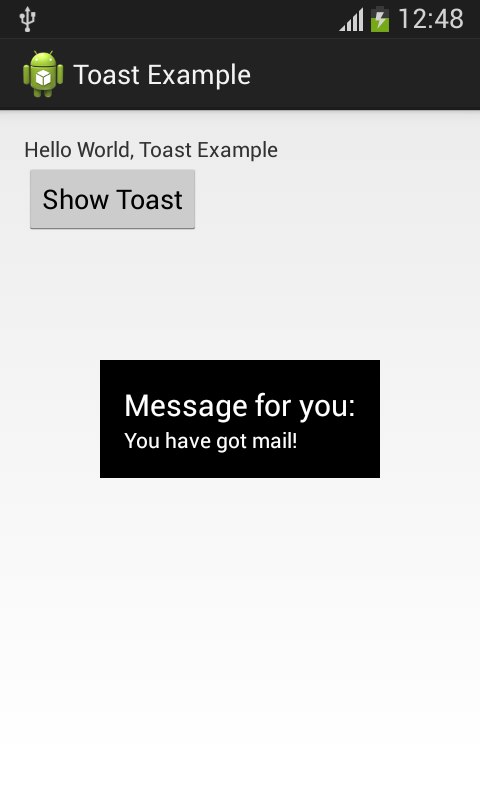 12:48
Toast Example
Hello World, Toast Example
Show Toast
Message for you:
You have got mail!